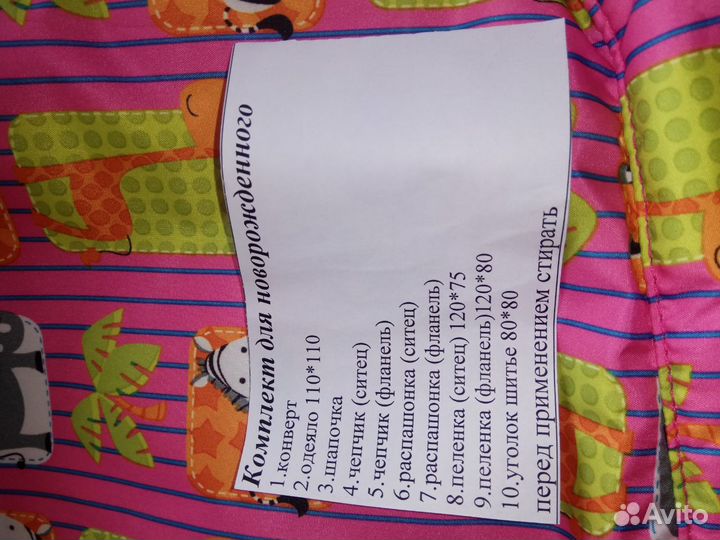 Комплект для новорожденного
1.конверт
2.одеяло 110*110
3.шапочка
4.чепчик (ситец)
5.чепчик (фланель)
6.распашонка (ситец)
7.распашонка (фланель)
8.пеленка (ситец) 120*75
9.пеленка (фланель)120*80
10.уголок шитье 80*80
перед применением стирать
Avito